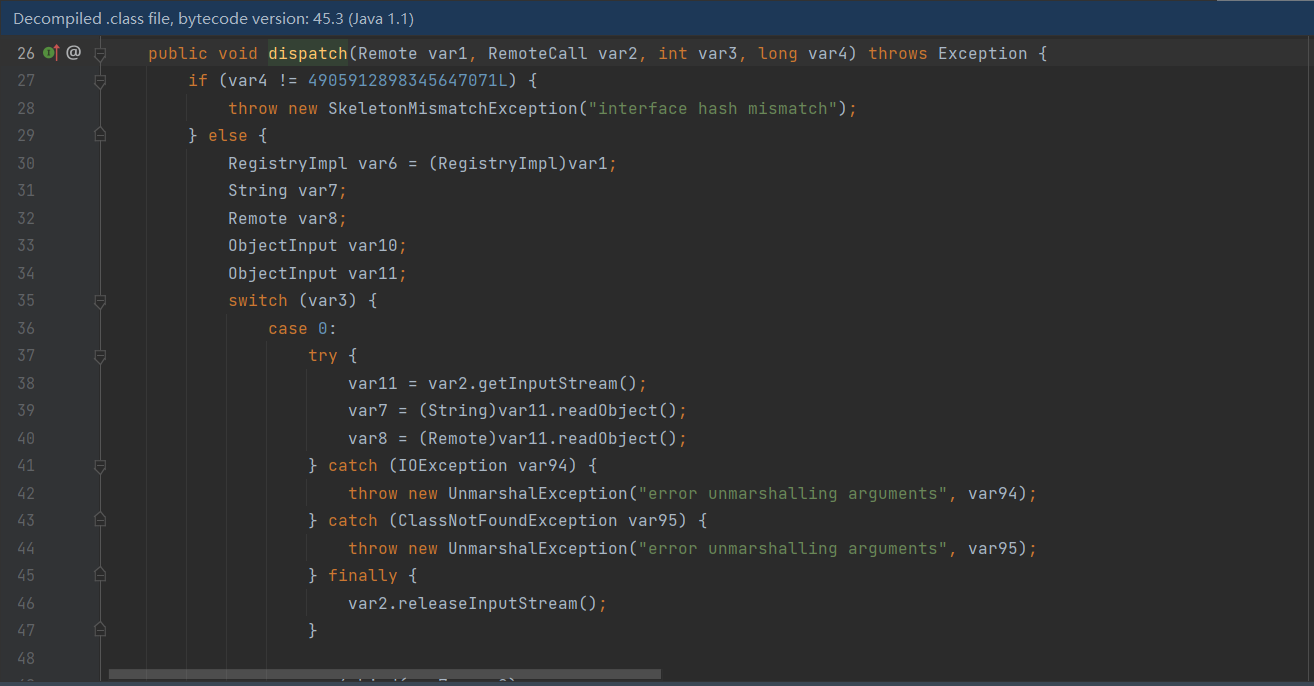 Decompiled .class file, bytecode version: 45.3 (Java 1.1)
26 @ public void dispatch(Remote var1, RemoteCall var2, int var3, long var4) throws Exception {
27 if (var4 != 4905912898345647071L) {
28 throw new SkeletonMismatchException("interface hash mismatch");
29 } else {
30 RegistryImpl var6 = (RegistryImpl)var1;
31 String var7;
32 Remote var8;
33 ObjectInput var10;
34 ObjectInput var11;
35 switch (var3) {
36 case 0:
37 try {
38 var11 = var2.getInputStream();
39 var7 = (String)var11.readObject();
40 var8 = (Remote)var11.readObject();
41 } catch (IOException var94) {
42 throw new UnmarshalException("error unmarshalling arguments", var94);
43 } catch (ClassNotFoundException var95) {
44 throw new UnmarshalException("error unmarshalling arguments", var95);
45 } finally {
46 var2.releaseInputStream();
47 }
48